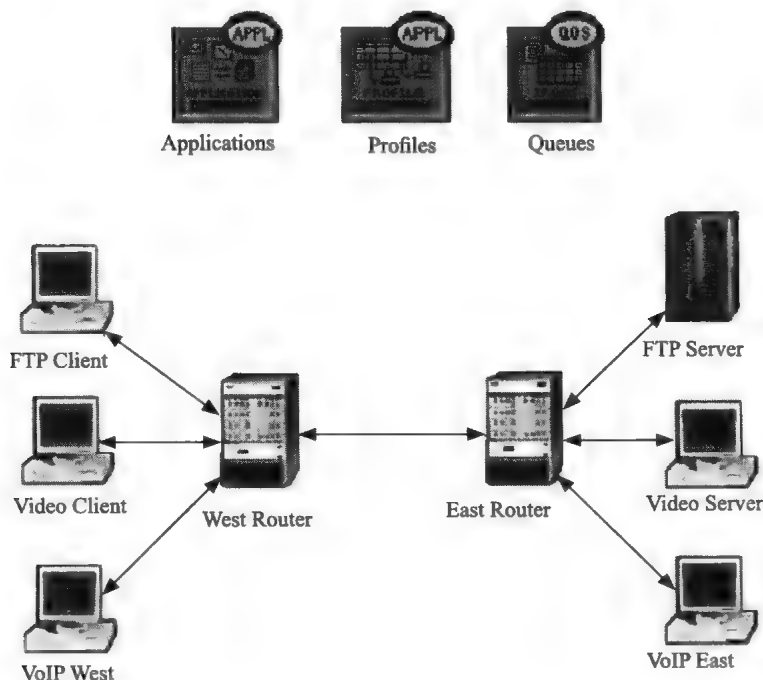 APPL
APPL
QOS
Applications
Profiles
Queues
FTP Client
FTP Server
Video Client
West Router
East Router
Video Server
VoIP West
VoIP East